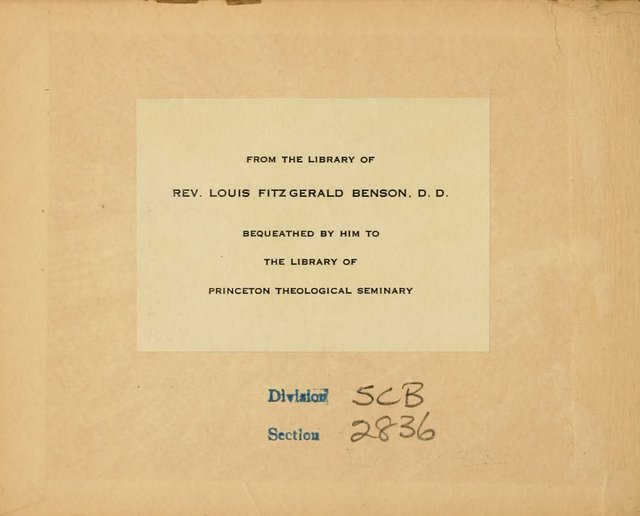 FROM THE LIBRARY OF
REV. LOUIS FITZGERALD BENSON, D. D.
BEQUEATHED BY HIM TO
THE LIBRARY OF
PRINCETON THEOLOGICAL SEMINARY
Division SCB
Section 2836